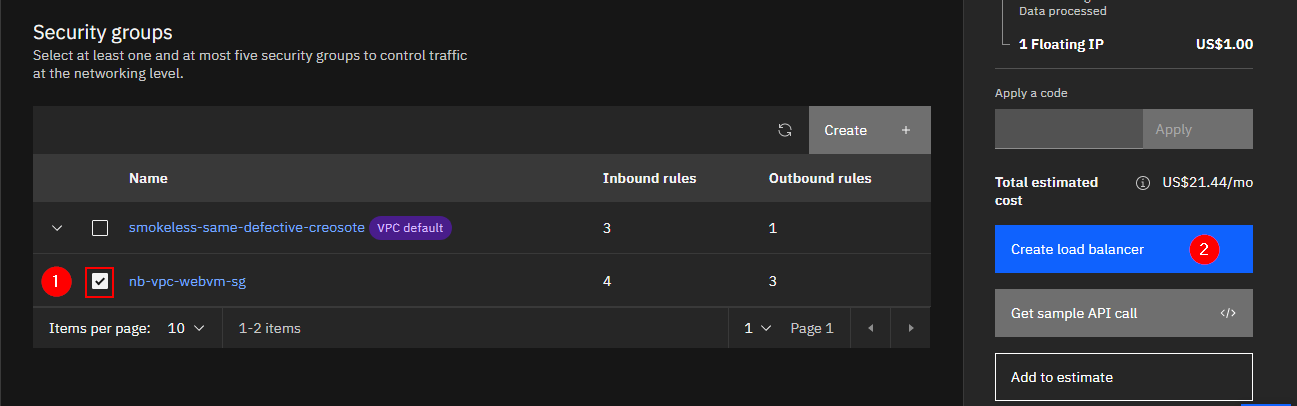 Security groups
Select at least one and at most five security groups to control traffic
at the networking level.
Create +
Name Inbound rules Outbound rules
smokeless-same-defective-creosote VPC default 3 1
1 nb-vpc-webvm-sg 4 3
Items per page: 10 1-2 items 1 Page 1
Data processed
1 Floating IP US$1.00
Apply a code
Apply
Total estimated US$21.44/mo
cost
Create load balancer 2
Get sample API call </>
Add to estimate